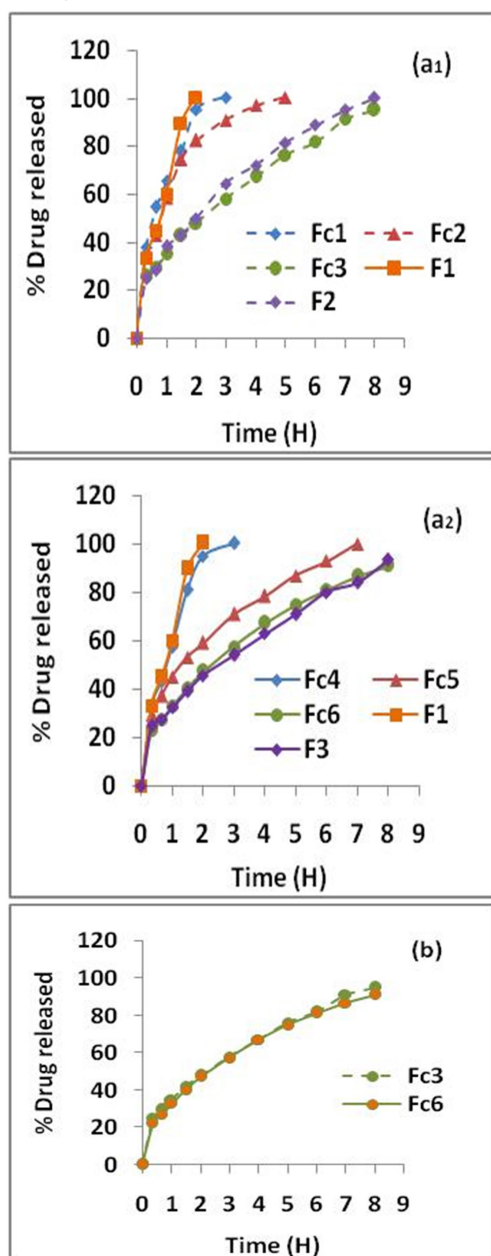 (a1)
120
100
80
60
40
20
0
% Drug released
Fc1 Fc2
Fc3 F1
F2
0 1 2 3 4 5 6 7 8 9
Time (H)
(a2)
120
100
80
60
40
20
0
% Drug released
Fc4 Fc5
Fc6 F1
F3
0 1 2 3 4 5 6 7 8 9
Time (H)
(b)
120
100
80
60
40
20
0
% Drug released
Fc3
Fc6
0 1 2 3 4 5 6 7 8 9
Time (H)